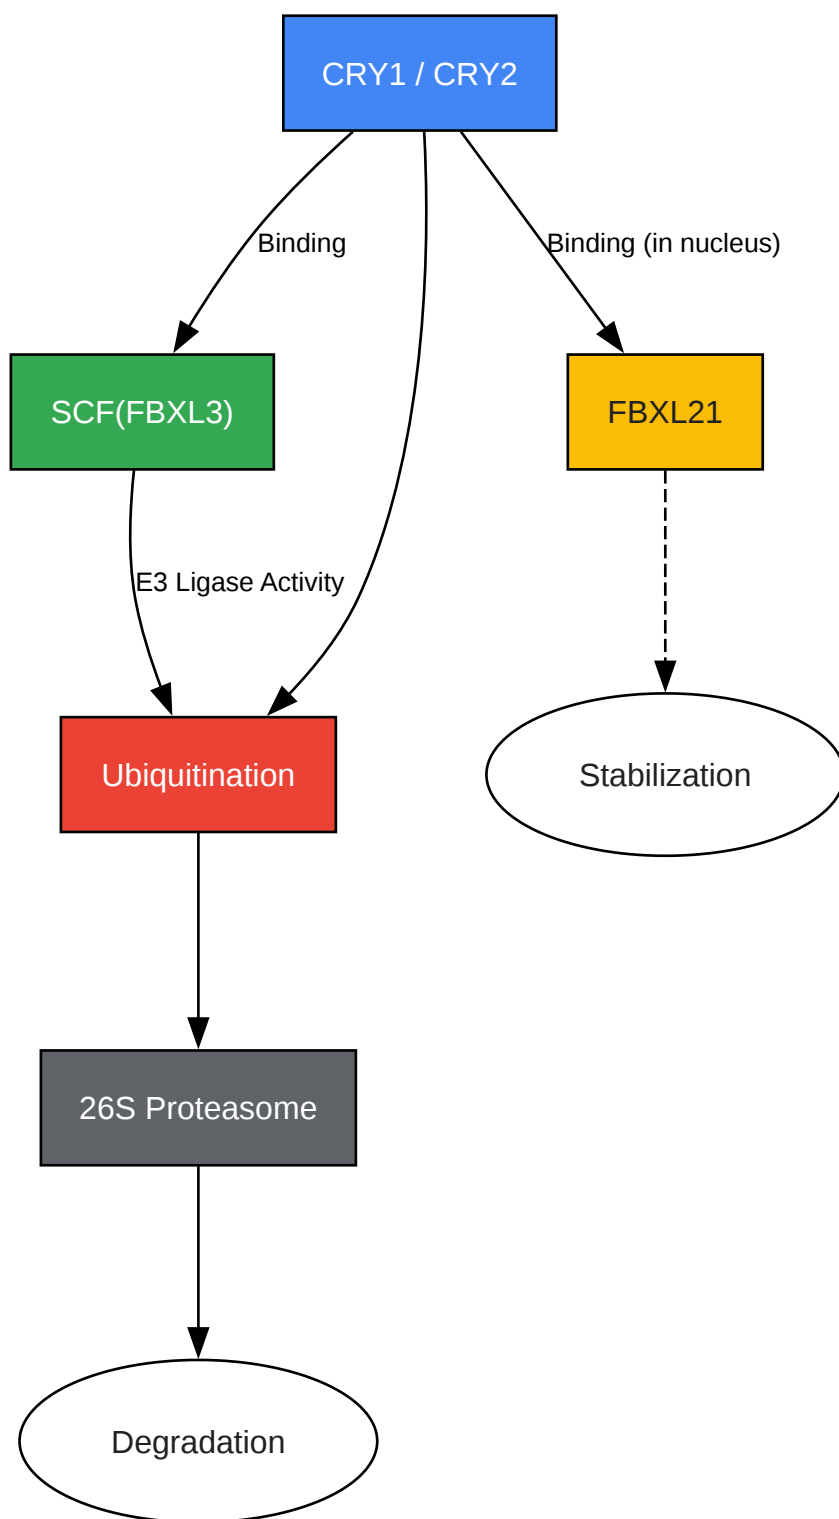 CRY1 / CRY2
Binding
Binding (in nucleus)
SCF(FBXL3)
FBXL21
E3 Ligase Activity
Ubiquitination
Stabilization
26S Proteasome
Degradation